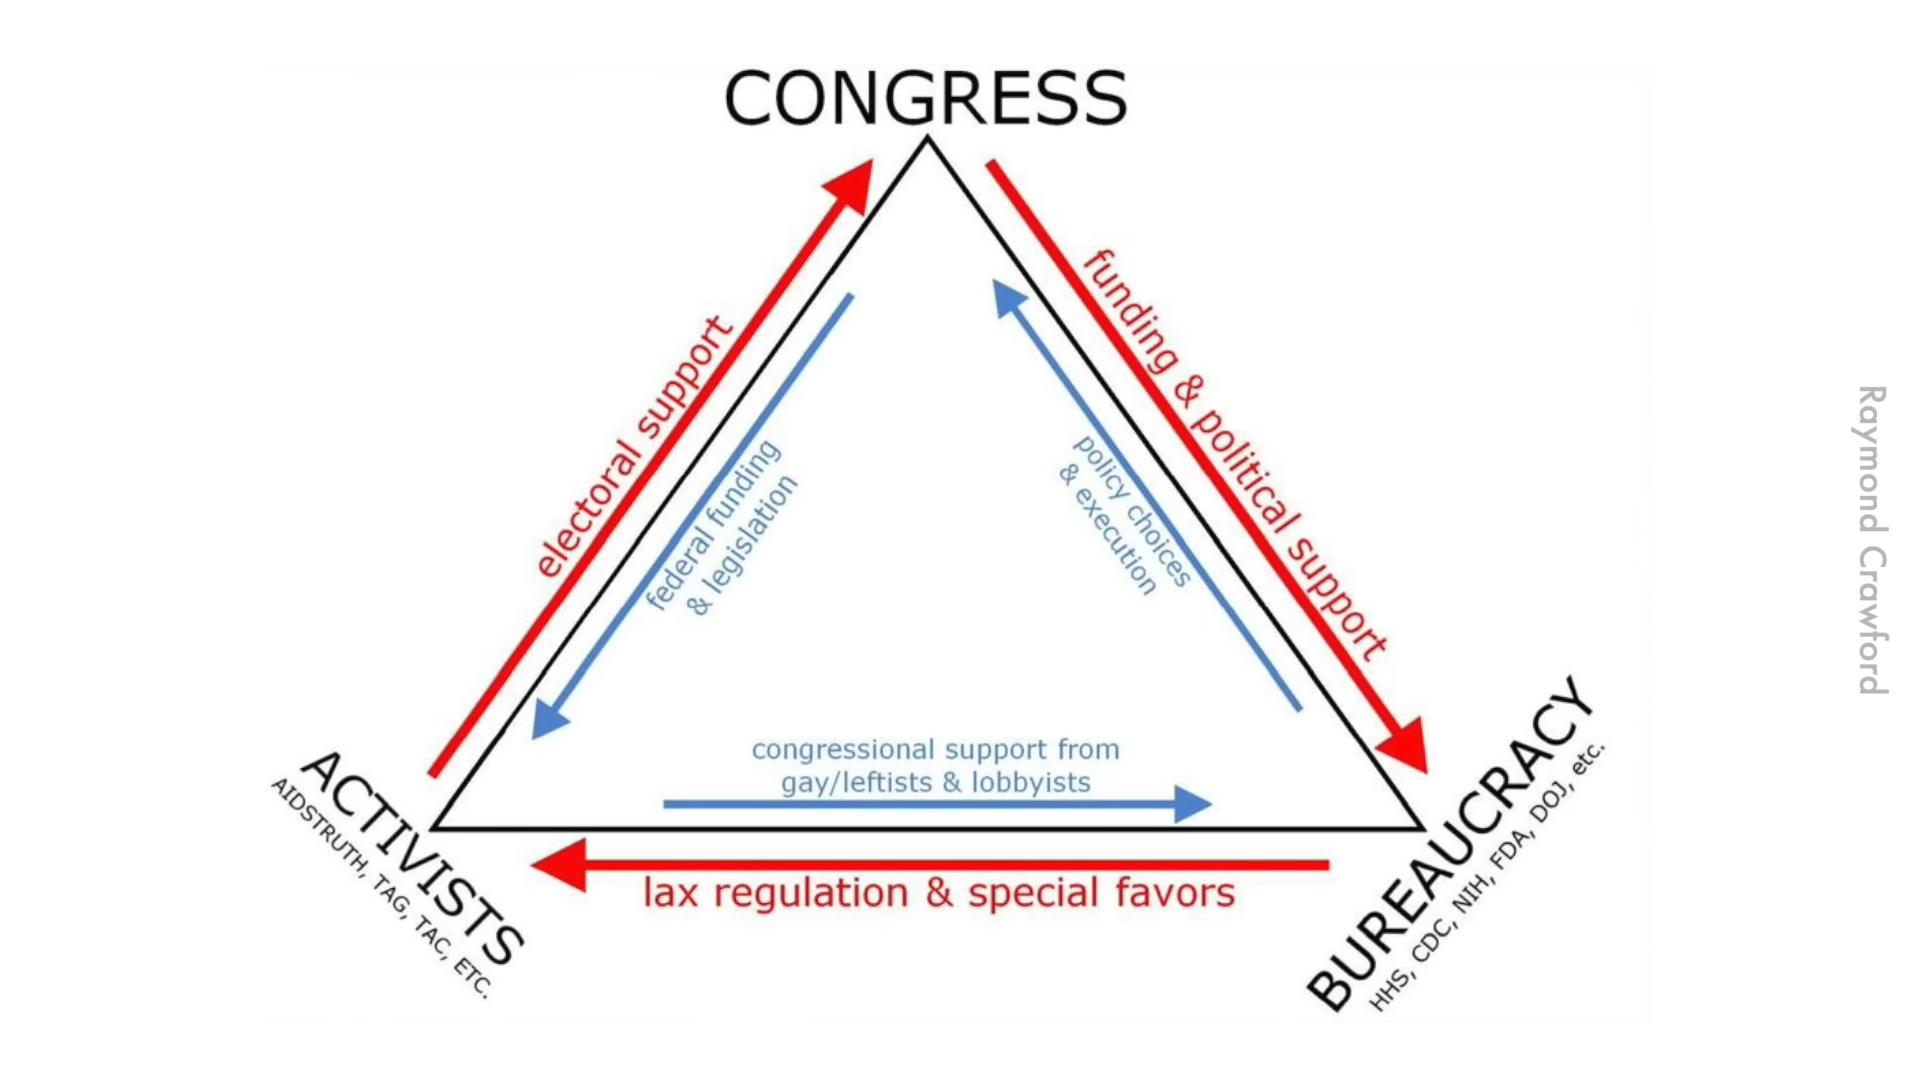 CONGRESS
electoral support
federal funding
& legislation
funding & political support
policy choices
& execution
congressional support from
gay/leftists & lobbyists
lax regulation & special favors
ACTIVISTS
AIDSTRUTH, TAG, TAC, ETC.
BUREAUCRACY
HHS, CDC, NIH, FDA, DOJ, etc.
Raymond Crawford